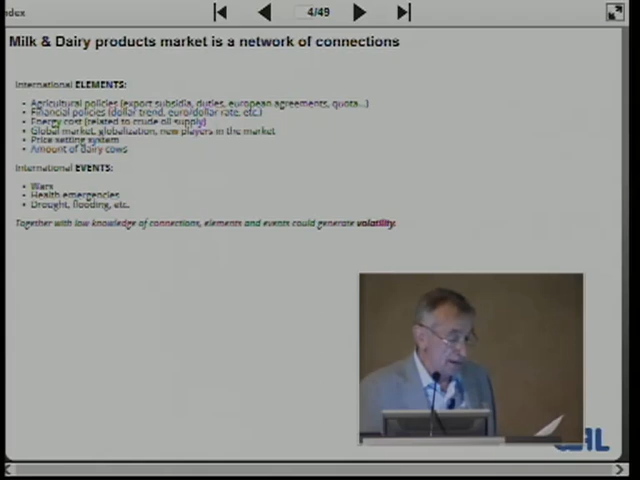 ndex
4/49
Milk & Dairy products market is a network of connections
International ELEMENTS:
• Agricultural policies (export subsidia, duties, european agreements, quota...)
• Financial policies (dollar trend, euro/dollar rate, etc.)
• Energy cost (related to crude oil supply)
• Global market, globalization, new players in the market
• Price setting system
• Amount of dairy cows
International EVENTS:
• Wars
• Health emergencies
• Drought, flooding, etc.
Together with low knowledge of connections, elements and events could generate volatility.